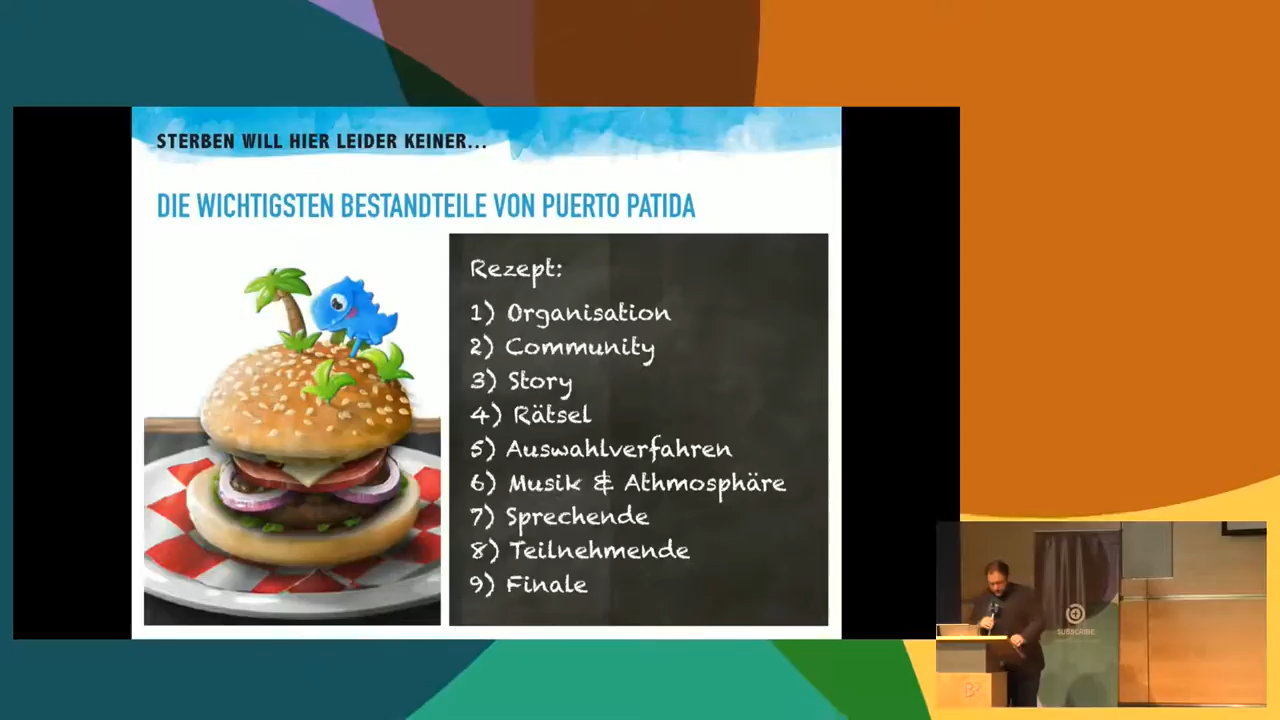 STERBEN WILL HIER LEIDER KEINER...
DIE WICHTIGSTEN BESTANDTEILE VON PUERTO PATIDA
Rezept:
1) Organisation
2) Community
3) Story
4) Rätsel
5) Auswahlverfahren
6) Musik & Athmosphäre
7) Sprechende
8) Teilnehmende
9) Finale
SUBSCRIBE